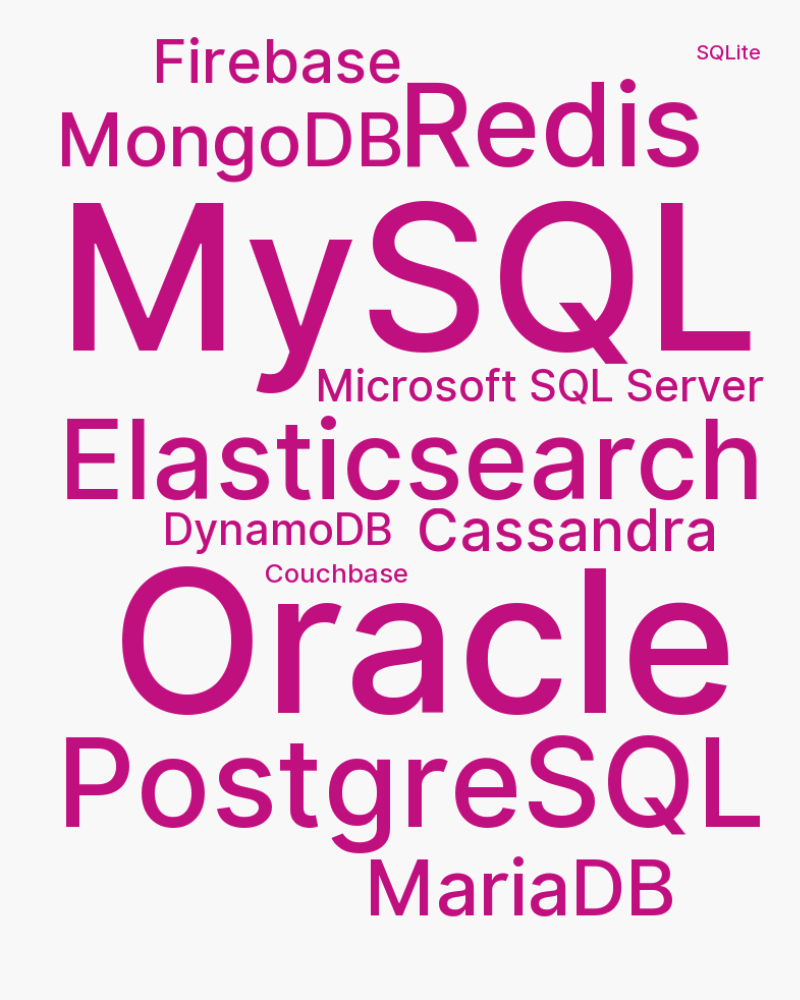 Firebase
SQLite
MongoDB
Redis
MySQL
Microsoft SQL Server
Elasticsearch
DynamoDB
Cassandra
Couchbase
Oracle
PostgreSQL
MariaDB